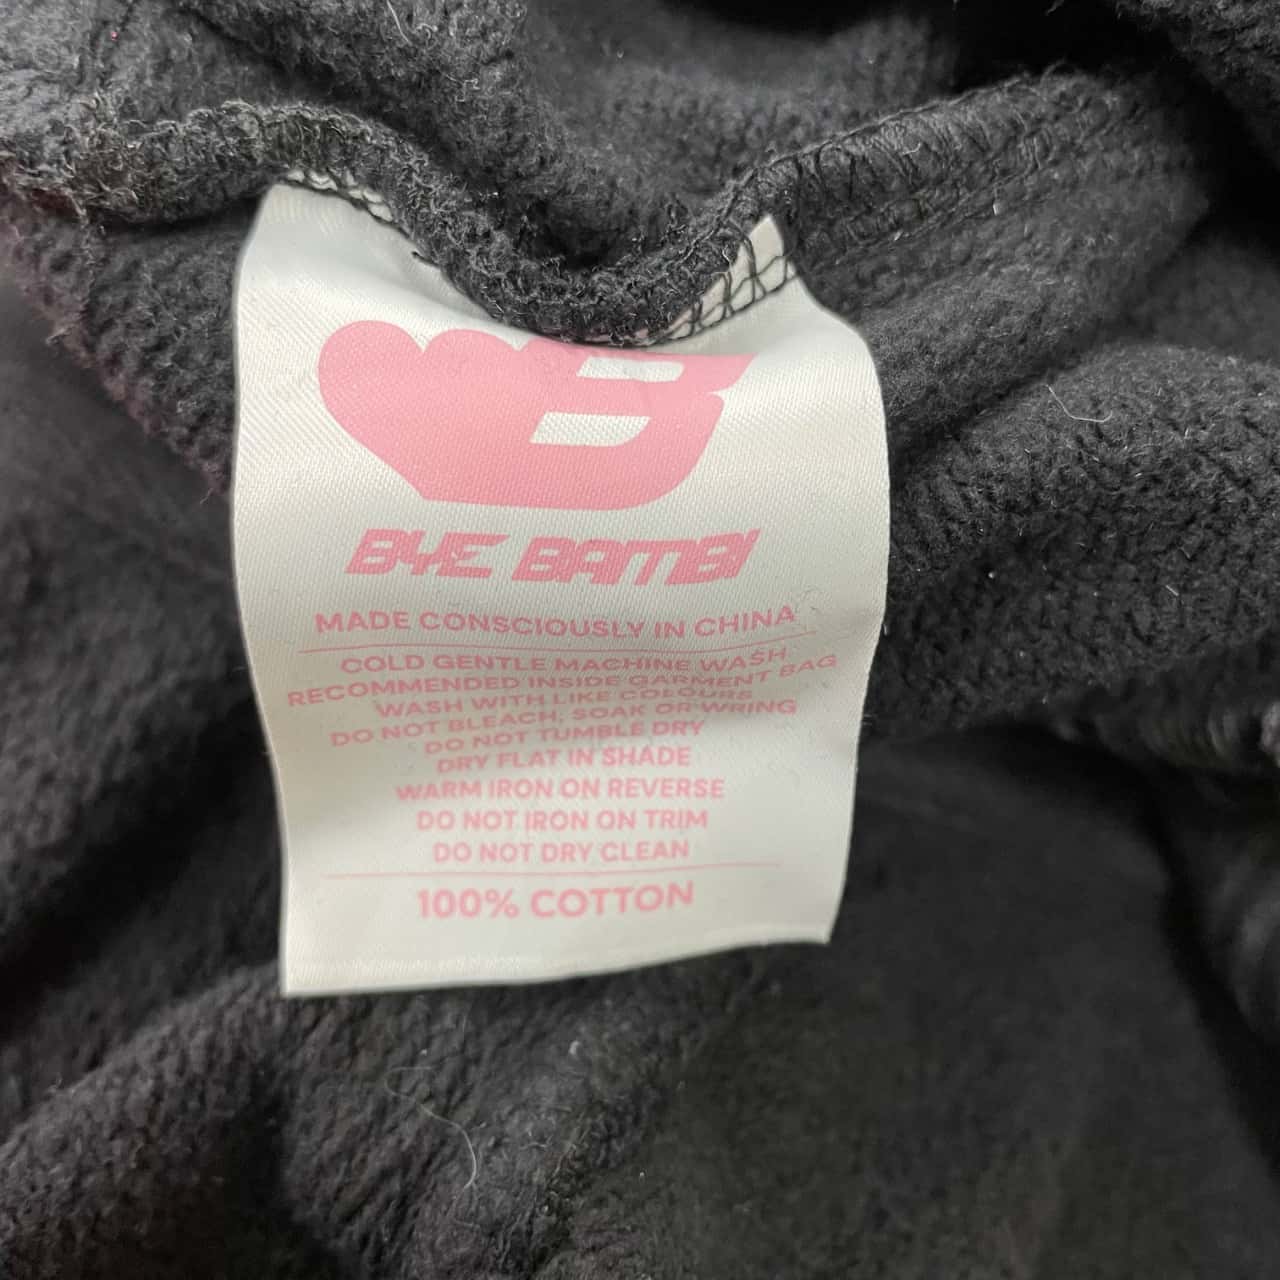 BYE BAMBI
MADE CONSCIOUSLY IN CHINA
COLD GENTLE MACHINE WASH
RECOMMENDED INSIDE GARMENT BAG
WASH WITH LIKE COLOURS
DO NOT BLEACH, SOAK OR WRING
DO NOT TUMBLE DRY
DRY FLAT IN SHADE
WARM IRON ON REVERSE
DO NOT IRON ON TRIM
DO NOT DRY CLEAN
100% COTTON